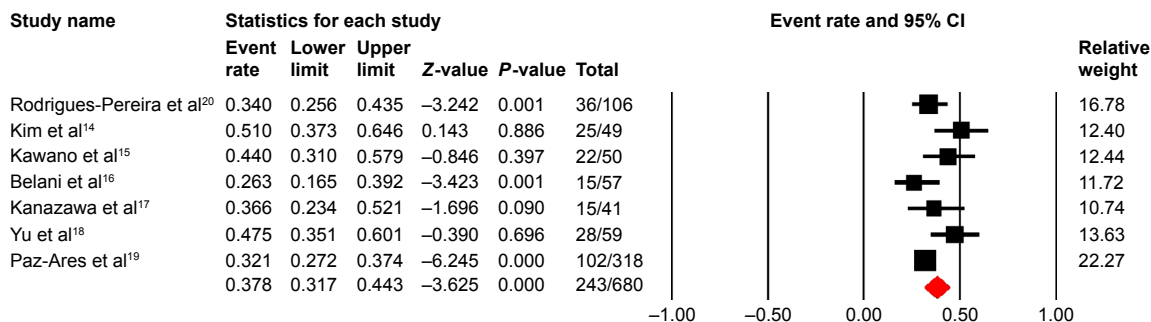 Study name Statistics for each study Event rate and 95% CI
Event rate Lower limit Upper limit Z-value P-value Total Relative weight
Rodrigues-Pereira et al20 0.340 0.256 0.435 –3.242 0.001 36/106 16.78
Kim et al14 0.510 0.373 0.646 0.143 0.886 25/49 12.40
Kawano et al15 0.440 0.310 0.579 –0.846 0.397 22/50 12.44
Belani et al16 0.263 0.165 0.392 –3.423 0.001 15/57 11.72
Kanazawa et al17 0.366 0.234 0.521 –1.696 0.090 15/41 10.74
Yu et al18 0.475 0.351 0.601 –0.390 0.696 28/59 13.63
Paz-Ares et al19 0.321 0.272 0.374 –6.245 0.000 102/318 22.27
0.378 0.317 0.443 –3.625 0.000 243/680
–1.00 –0.50 0.00 0.50 1.00